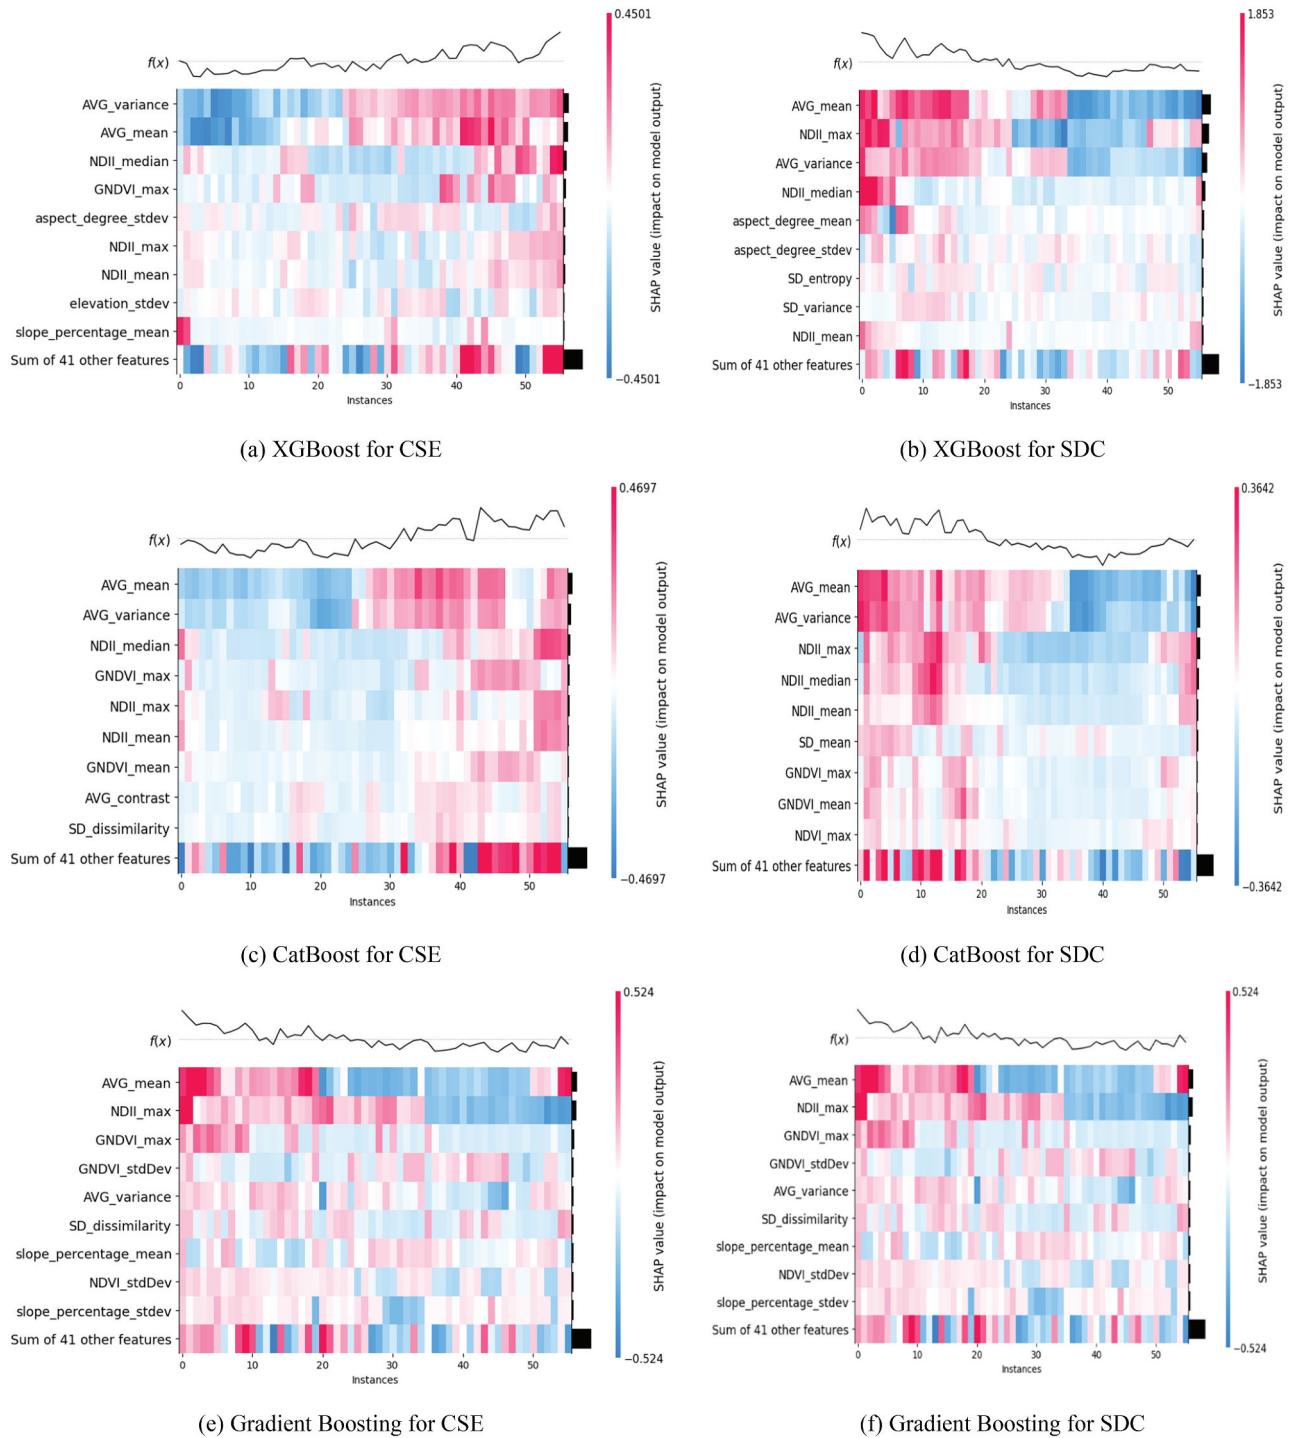 0.4501
f(x)
AVG_variance
AVG_mean
NDII_median
GNDVI_max
aspect_degree_stdev
NDII_max
NDII_mean
elevation_stdev
slope_percentage_mean
Sum of 41 other features
0 10 20 30 40 50
Instances
SHAP value (impact on model output)
−0.4501
(a) XGBoost for CSE
1.853
f(x)
AVG_mean
NDII_max
AVG_variance
NDII_median
aspect_degree_mean
aspect_degree_stdev
SD_entropy
SD_variance
NDII_mean
Sum of 41 other features
0 10 20 30 40 50
Instances
SHAP value (impact on model output)
−1.853
(b) XGBoost for SDC
0.4697
f(x)
AVG_mean
AVG_variance
NDII_median
GNDVI_max
NDII_max
NDII_mean
GNDVI_mean
AVG_contrast
SD_dissimilarity
Sum of 41 other features
0 10 20 30 40 50
Instances
SHAP value (impact on model output)
−0.4697
(c) CatBoost for CSE
0.3642
f(x)
AVG_mean
AVG_variance
NDII_max
NDII_median
NDII_mean
SD_mean
GNDVI_max
GNDVI_mean
NDVI_max
Sum of 41 other features
0 10 20 30 40 50
Instances
SHAP value (impact on model output)
−0.3642
(d) CatBoost for SDC
0.524
f(x)
AVG_mean
NDII_max
GNDVI_max
GNDVI_stdDev
AVG_variance
SD_dissimilarity
slope_percentage_mean
NDVI_stdDev
slope_percentage_stdev
Sum of 41 other features
0 10 20 30 40 50
Instances
SHAP value (impact on model output)
−0.524
(e) Gradient Boosting for CSE
0.524
f(x)
AVG_mean
NDII_max
GNDVI_max
GNDVI_stdDev
AVG_variance
SD_dissimilarity
slope_percentage_mean
NDVI_stdDev
slope_percentage_stdev
Sum of 41 other features
0 10 20 30 40 50
Instances
SHAP value (impact on model output)
−0.524
(f) Gradient Boosting for SDC